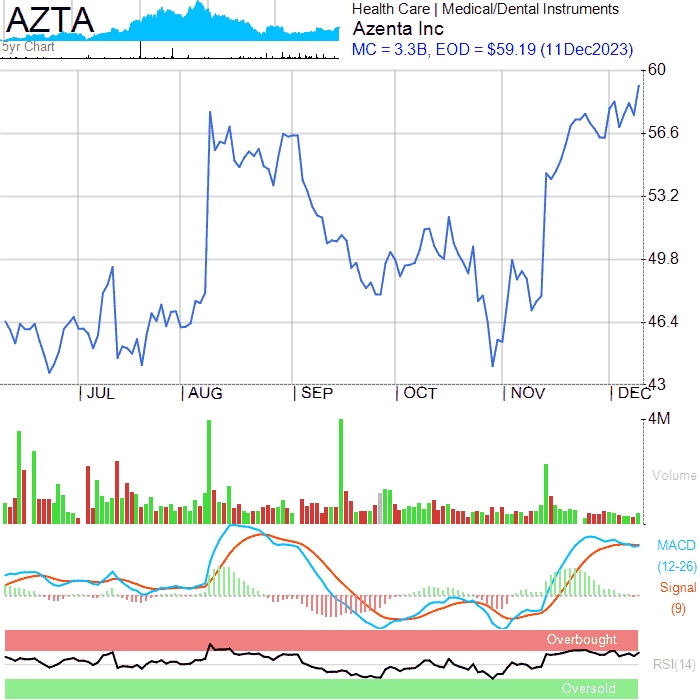 AZTA
5yr Chart
Health Care | Medical/Dental Instruments
Azenta Inc
MC = 3.3B, EOD = $59.19 (11Dec2023)
60
56.6
53.2
49.8
46.4
43
JUL
AUG
SEP
OCT
NOV
DEC
4M
Volume
MACD
(12-26)
Signal
(9)
Overbought
RSI(14)
Oversold